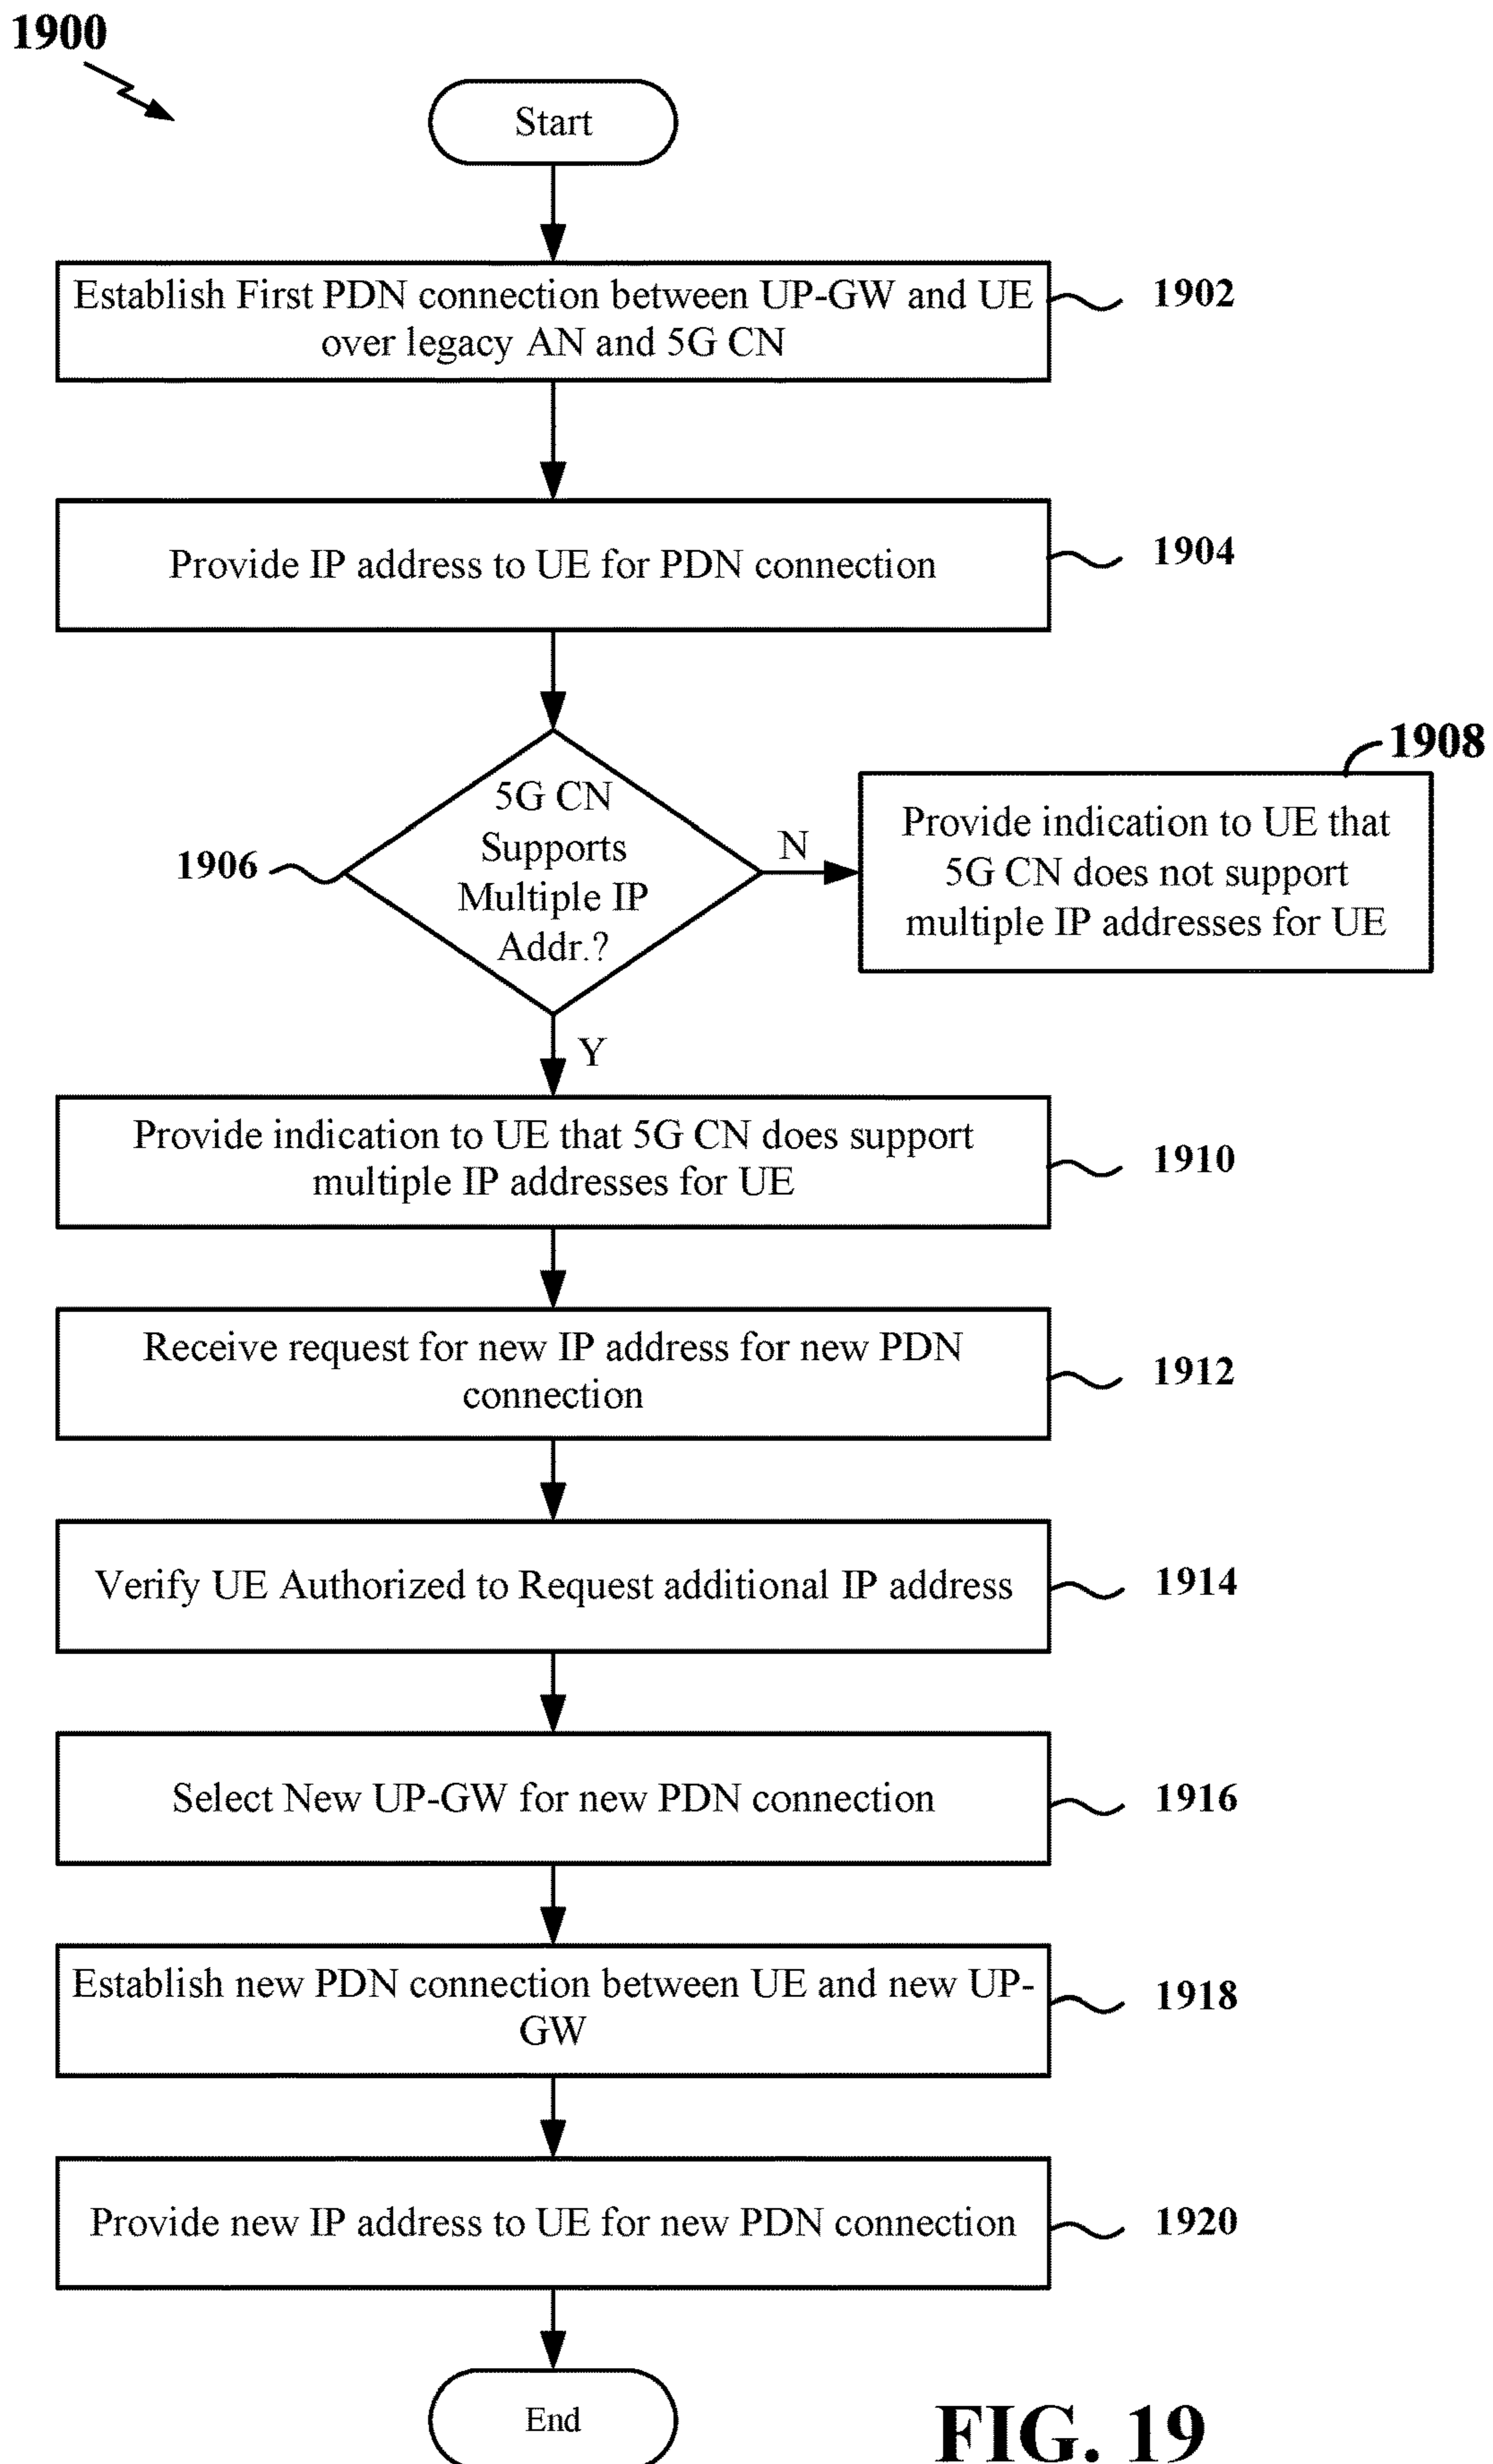 1900
Start
Establish First PDN connection between UP-GW and UE
over legacy AN and 5G CN
1902
Provide IP address to UE for PDN connection
1904
5G CN
Supports
Multiple IP
Addr.?
1906
N
1908
Provide indication to UE that
5G CN does not support
multiple IP addresses for UE
Y
Provide indication to UE that 5G CN does support
multiple IP addresses for UE
1910
Receive request for new IP address for new PDN
connection
1912
Verify UE Authorized to Request additional IP address
1914
Select New UP-GW for new PDN connection
1916
Establish new PDN connection between UE and new UP-
GW
1918
Provide new IP address to UE for new PDN connection
1920
End
FIG. 19